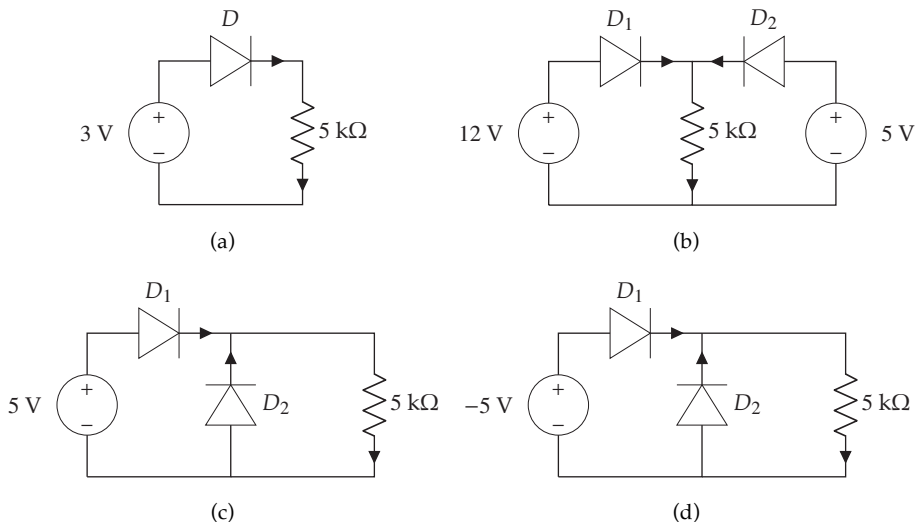 D
3 V
+
−
5 kΩ
(a)
D₁
D₂
12 V
+
−
5 kΩ
+
−
5 V
(b)
D₁
5 V
+
−
D₂
5 kΩ
(c)
D₁
−5 V
+
−
D₂
5 kΩ
(d)